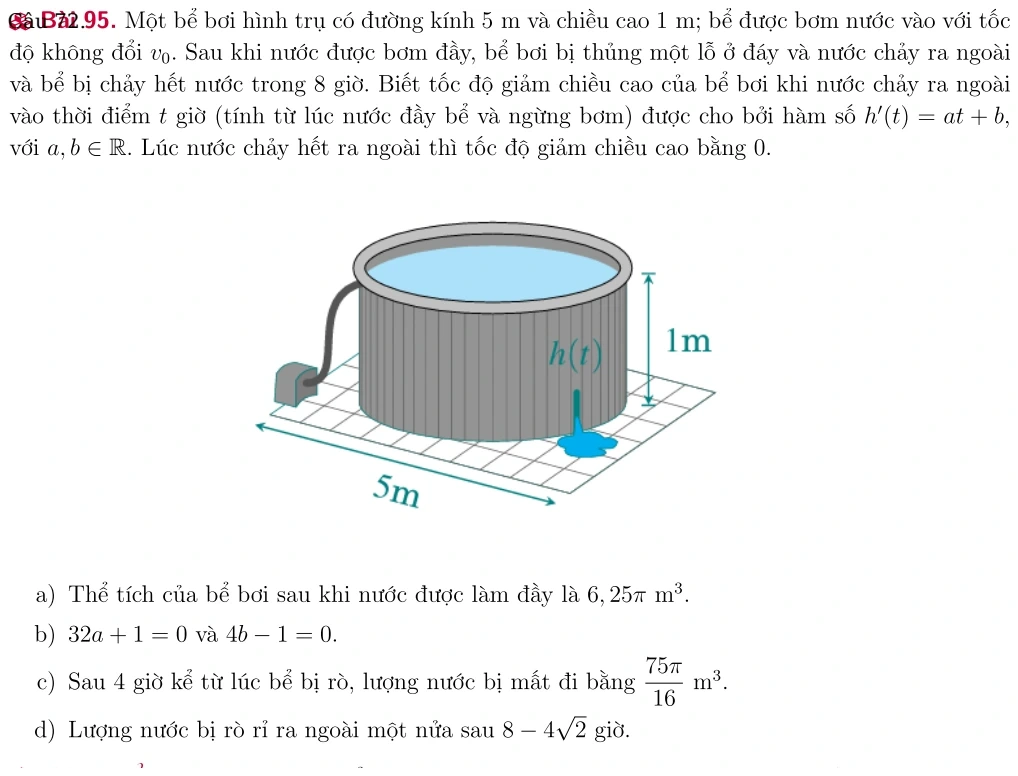 Câu 72. Bài 95. Một bể bơi hình trụ có đường kính 5 m và chiều cao 1 m; bể được bơm nước vào với tốc
độ không đổi v₀. Sau khi nước được bơm đầy, bể bơi bị thủng một lỗ ở đáy và nước chảy ra ngoài
và bể bị chảy hết nước trong 8 giờ. Biết tốc độ giảm chiều cao của bể bơi khi nước chảy ra ngoài
vào thời điểm t giờ (tính từ lúc nước đầy bể và ngừng bơm) được cho bởi hàm số h′(t) = at + b,
với a, b ∈ ℝ. Lúc nước chảy hết ra ngoài thì tốc độ giảm chiều cao bằng 0.
1m
h(t)
5m
a) Thể tích của bể bơi sau khi nước được làm đầy là 6, 25π m³.
b) 32a + 1 = 0 và 4b − 1 = 0.
c) Sau 4 giờ kể từ lúc bể bị rò, lượng nước bị mất đi bằng 75π/16 m³.
d) Lượng nước bị rò rỉ ra ngoài một nửa sau 8 − 4√2 giờ.